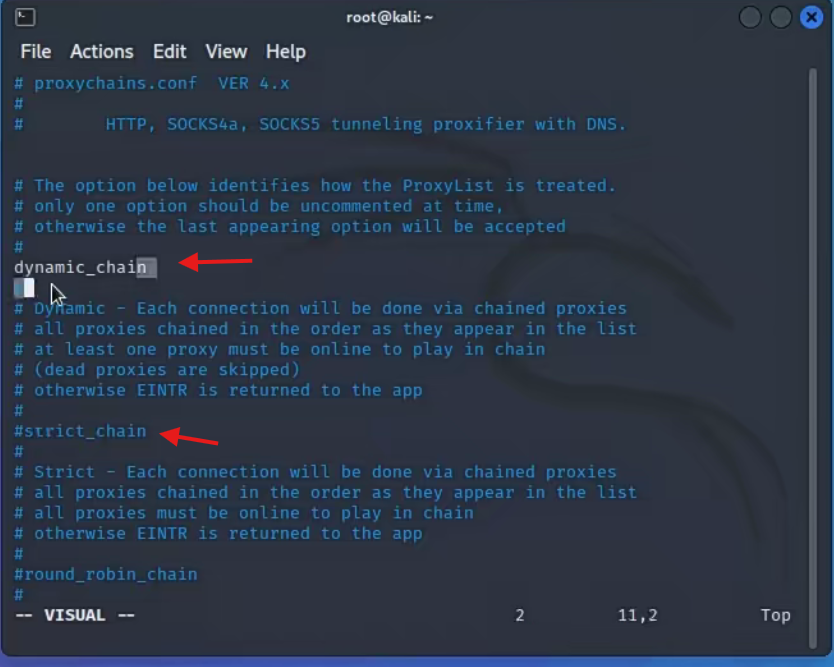 root@kali: ~
File Actions Edit View Help
# proxychains.conf  VER 4.x
#
#        HTTP, SOCKS4a, SOCKS5 tunneling proxifier with DNS.
# The option below identifies how the ProxyList is treated.
# only one option should be uncommented at time,
# otherwise the last appearing option will be accepted
#
dynamic_chain
# Dynamic - Each connection will be done via chained proxies
# all proxies chained in the order as they appear in the list
# at least one proxy must be online to play in chain
# (dead proxies are skipped)
# otherwise EINTR is returned to the app
#
#strict_chain
#
# Strict - Each connection will be done via chained proxies
# all proxies chained in the order as they appear in the list
# all proxies must be online to play in chain
# otherwise EINTR is returned to the app
#
#round_robin_chain
#
-- VISUAL -- 2 11,2 Top